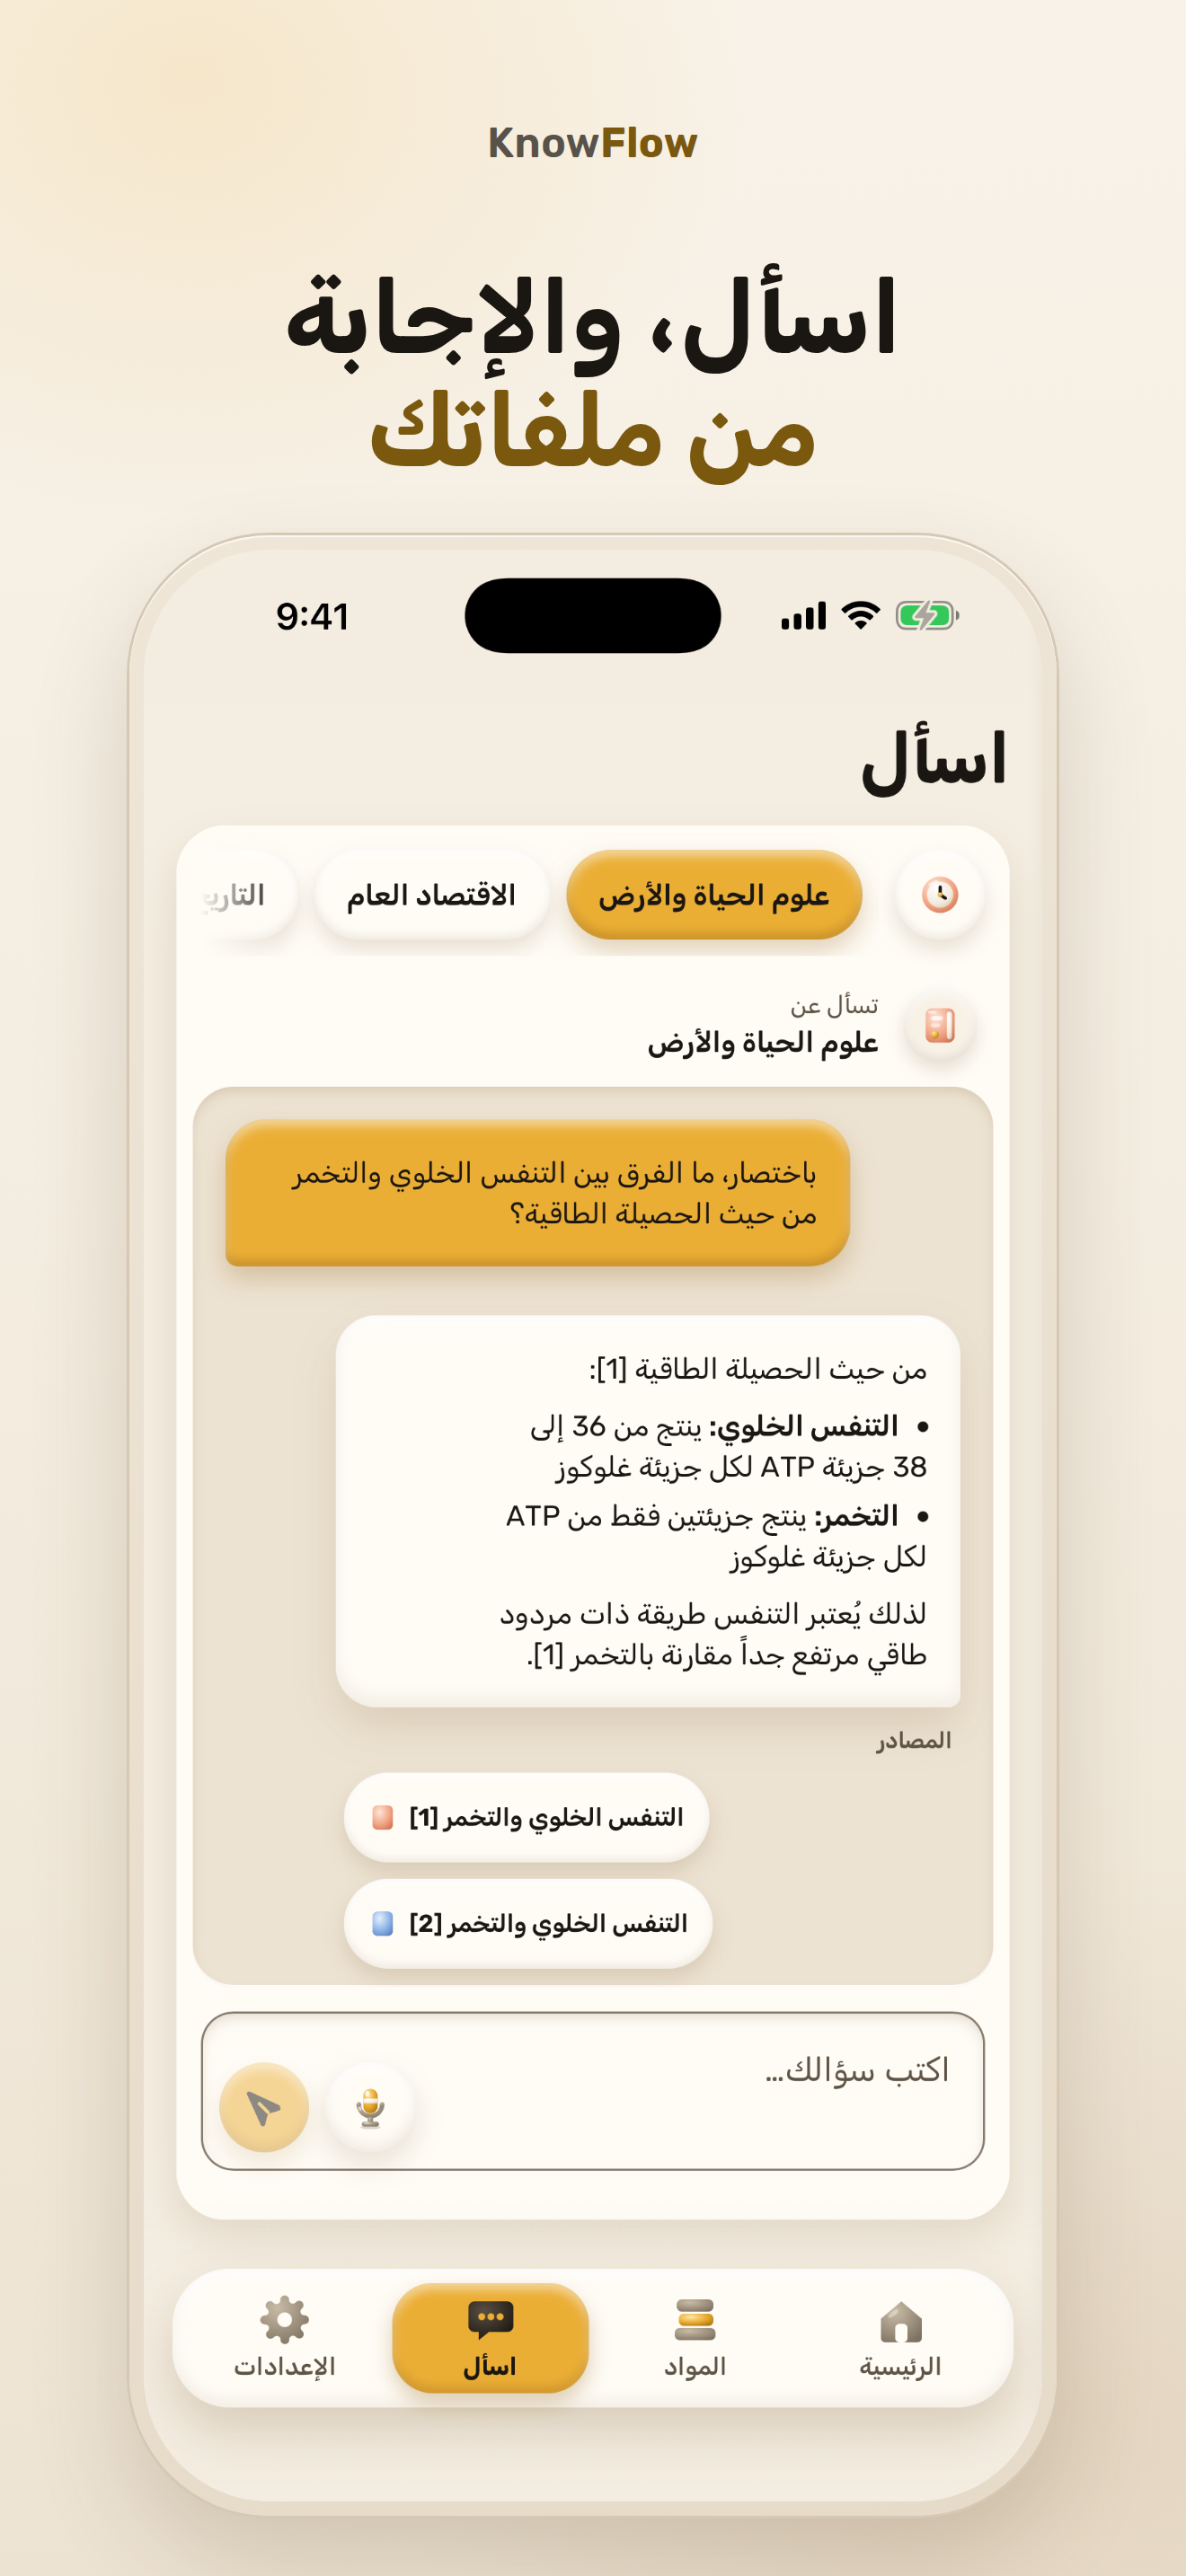 KnowFlow
اسأل، والإجابة
من ملفاتك
9:41
اسأل
علوم الحياة والأرض
الاقتصاد العام
تسأل عن
علوم الحياة والأرض
باختصار، ما الفرق بين التنفس الخلوي والتخمر
من حيث الحصيلة الطاقية؟
من حيث الحصيلة الطاقية [1]:
• التنفس الخلوي: ينتج من 36 إلى
38 جزيئة ATP لكل جزيئة غلوكوز
• التخمر: ينتج جزيئتين فقط من ATP
لكل جزيئة غلوكوز
لذلك يُعتبر التنفس طريقة ذات مردود
طاقي مرتفع جداً مقارنة بالتخمر [1].
المصادر
التنفس الخلوي والتخمر [1]
التنفس الخلوي والتخمر [2]
اكتب سؤالك...
الرئيسية
المواد
اسأل
الإعدادات